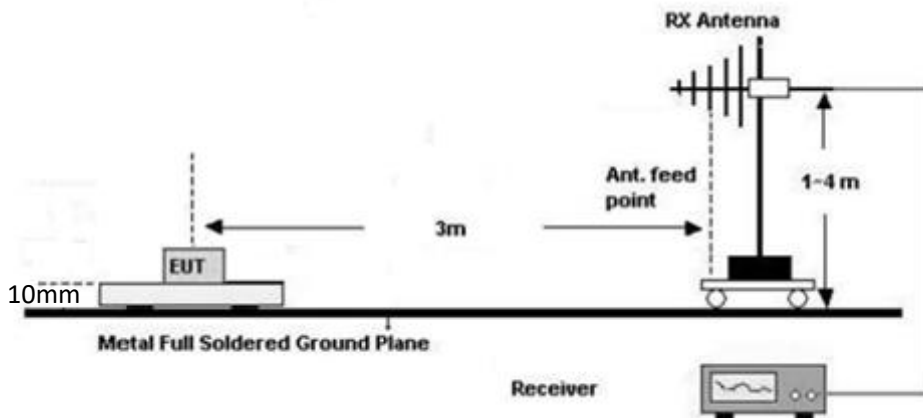 RX Antenna
Ant. feed
point
1~4 m
3m
EUT
10mm
Metal Full Soldered Ground Plane
Receiver